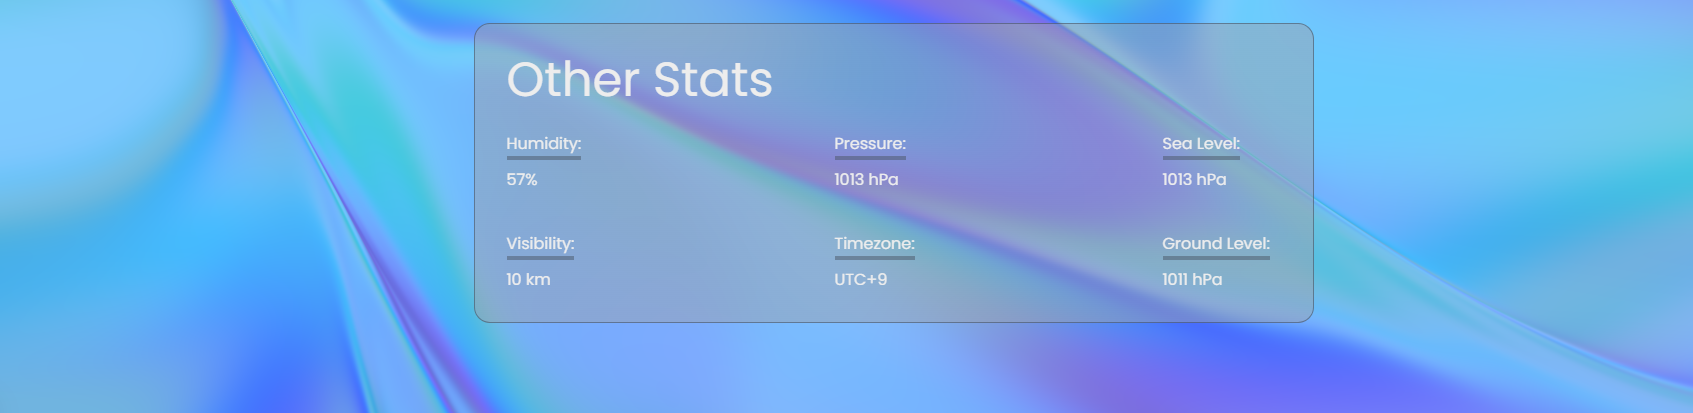 Other Stats
Humidity: Pressure: Sea Level:
57% 1013 hPa 1013 hPa
Visibility: Timezone: Ground Level:
10 km UTC+9 1011 hPa